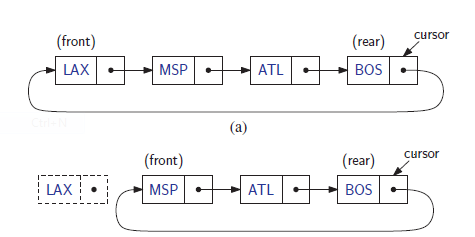 (front) (rear) cursor
LAX MSP ATL BOS
(a)
(front) (rear) cursor
LAX MSP ATL BOS